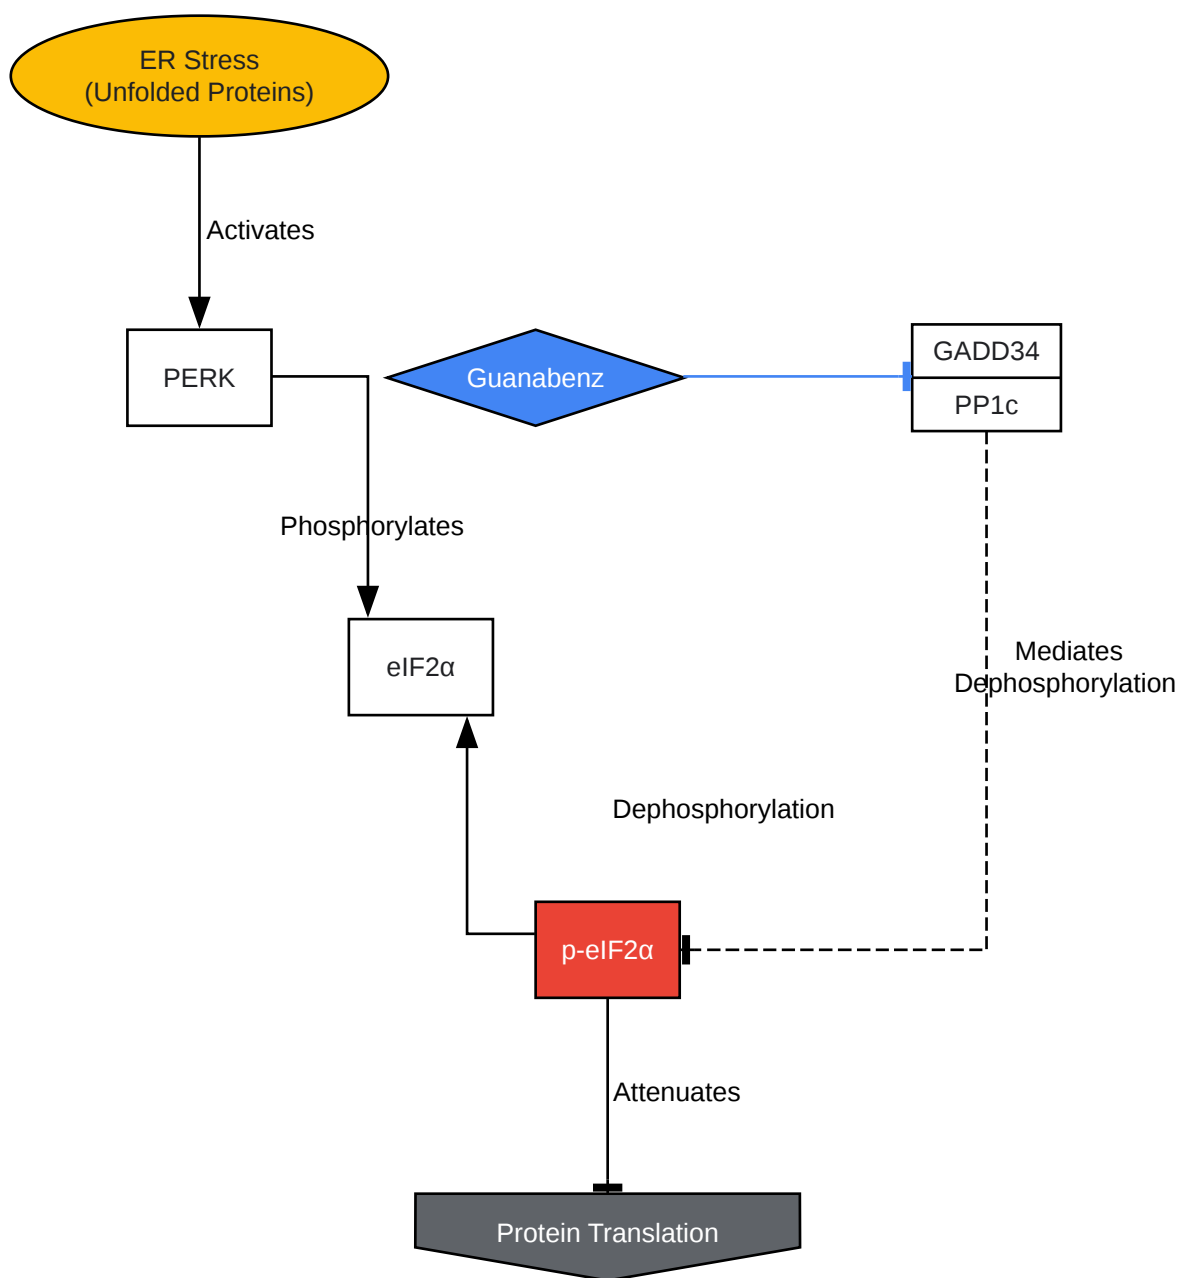 ER Stress
(Unfolded Proteins)
Activates
PERK
Guanabenz
GADD34
PP1c
Phosphorylates
eIF2α
Mediates
Dephosphorylation
Dephosphorylation
p-eIF2α
Attenuates
Protein Translation